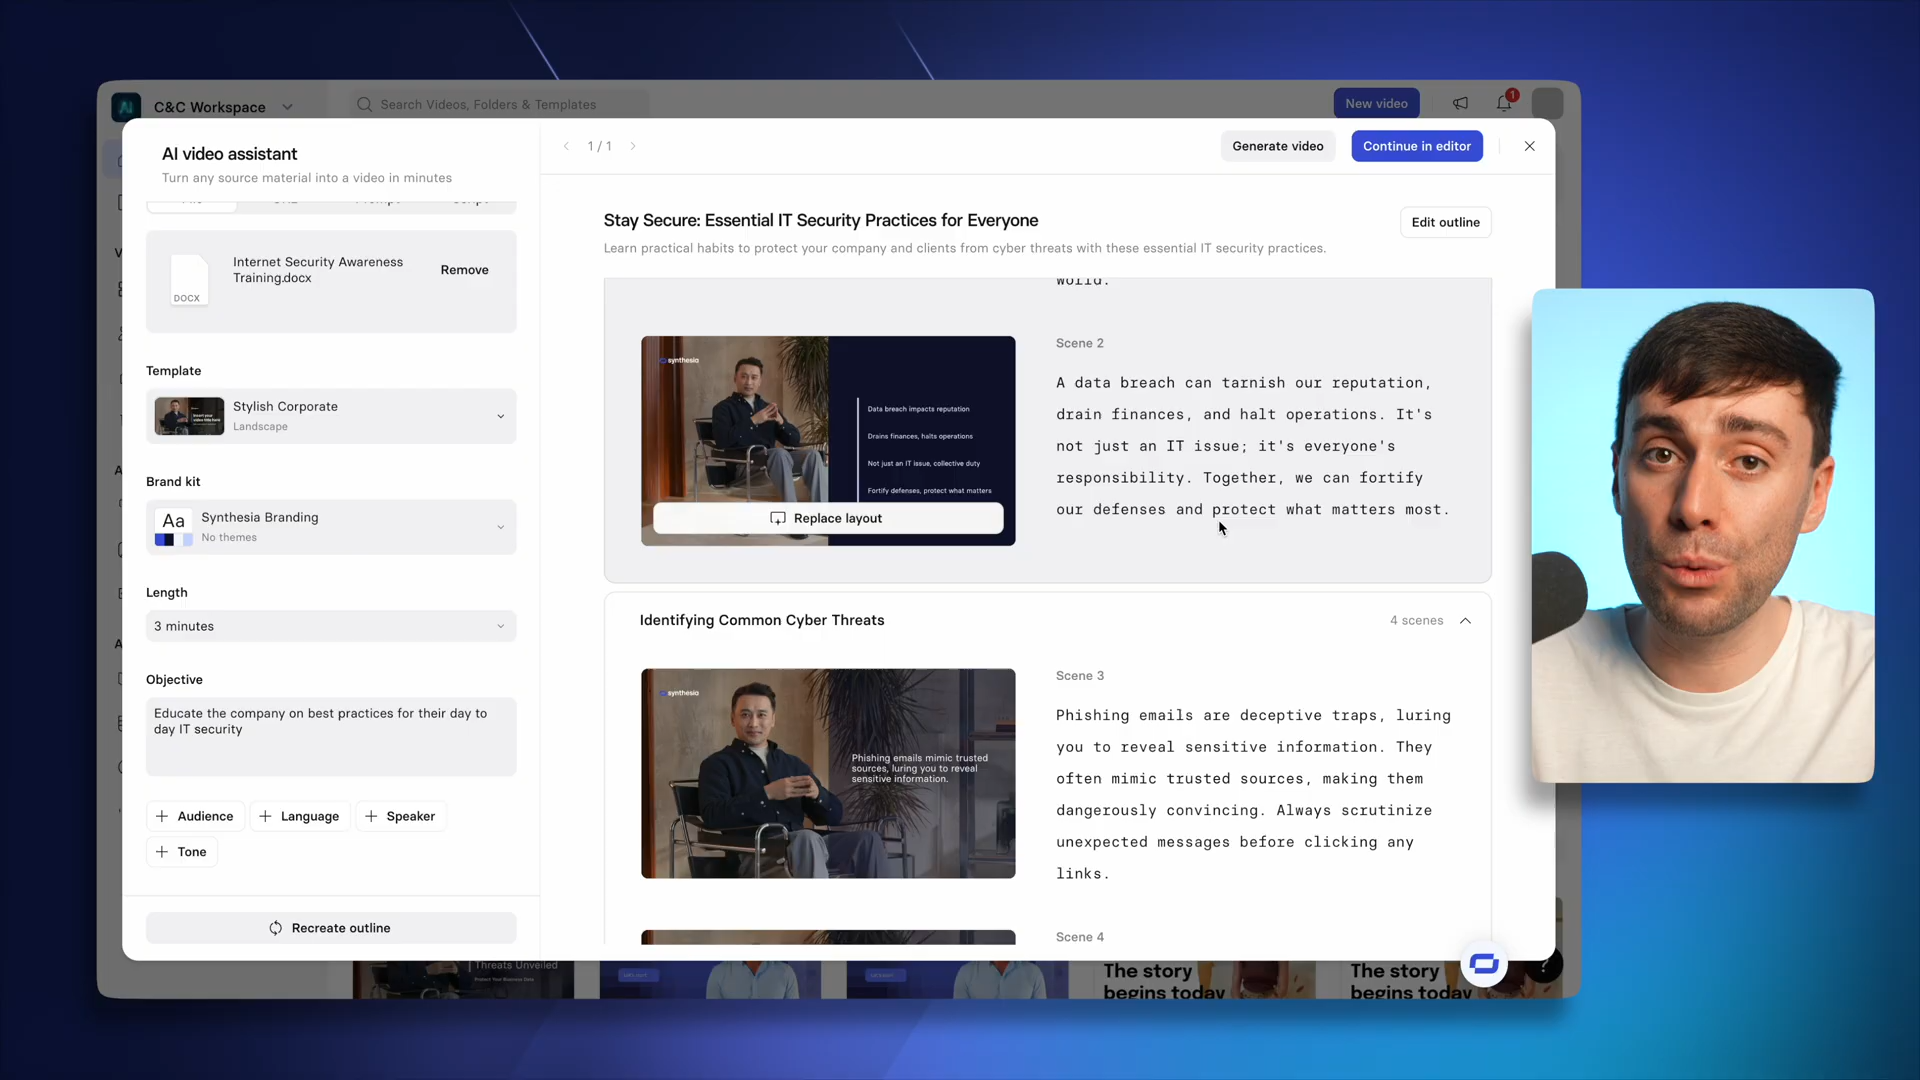 C&C Workspace
Search Videos, Folders & Templates
New video
1
AI video assistant
Turn any source material into a video in minutes
1 / 1
Generate video
Continue in editor
Internet Security Awareness
Training.docx
DOCX
Remove
Template
Stylish Corporate
Landscape
Brand kit
Aa
Synthesia Branding
No themes
Length
3 minutes
Objective
Educate the company on best practices for their day to
day IT security
Audience
Language
Speaker
Tone
Recreate outline
Stay Secure: Essential IT Security Practices for Everyone
Edit outline
Learn practical habits to protect your company and clients from cyber threats with these essential IT security practices.
world.
synthesia
Data breach impacts reputation
Drains finances, halts operations
Not just an IT issue, collective duty
Fortify defenses, protect what matters
Replace layout
Scene 2
A data breach can tarnish our reputation,
drain finances, and halt operations. It's
not just an IT issue; it's everyone's
responsibility. Together, we can fortify
our defenses and protect what matters most.
Identifying Common Cyber Threats
4 scenes
synthesia
Phishing emails mimic trusted
sources, luring you to reveal
sensitive information.
Scene 3
Phishing emails are deceptive traps, luring
you to reveal sensitive information. They
often mimic trusted sources, making them
dangerously convincing. Always scrutinize
unexpected messages before clicking any
links.
Scene 4
Threats Unveiled
Protect Your Business Data
The story
begins today
The story
begins today
?